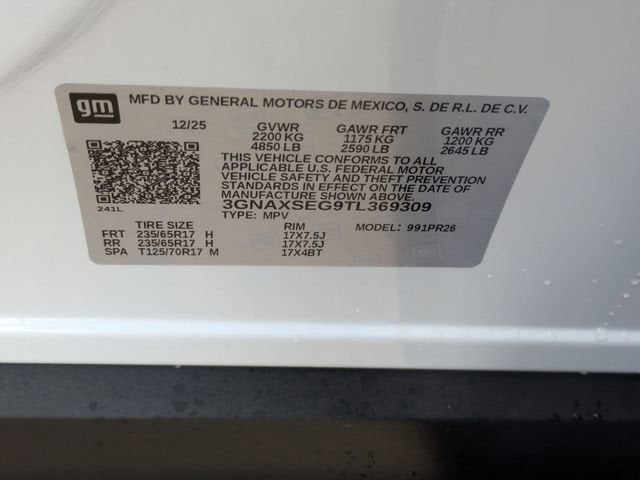 gm
MFD BY GENERAL MOTORS DE MEXICO, S. DE R.L. DE C.V.
12/25 GVWR GAWR FRT GAWR RR
2200 KG 1175 KG 1200 KG
4850 LB 2590 LB 2645 LB
THIS VEHICLE CONFORMS TO ALL
APPLICABLE U.S. FEDERAL MOTOR
VEHICLE SAFETY AND THEFT PREVENTION
STANDARDS IN EFFECT ON THE DATE OF
MANUFACTURE SHOWN ABOVE.
241L 3GNAXSEG9TL369309
TYPE: MPV
TIRE SIZE RIM MODEL: 991PR26
FRT 235/65R17 H 17X7.5J
RR 235/65R17 H 17X7.5J
SPA T125/70R17 M 17X4BT